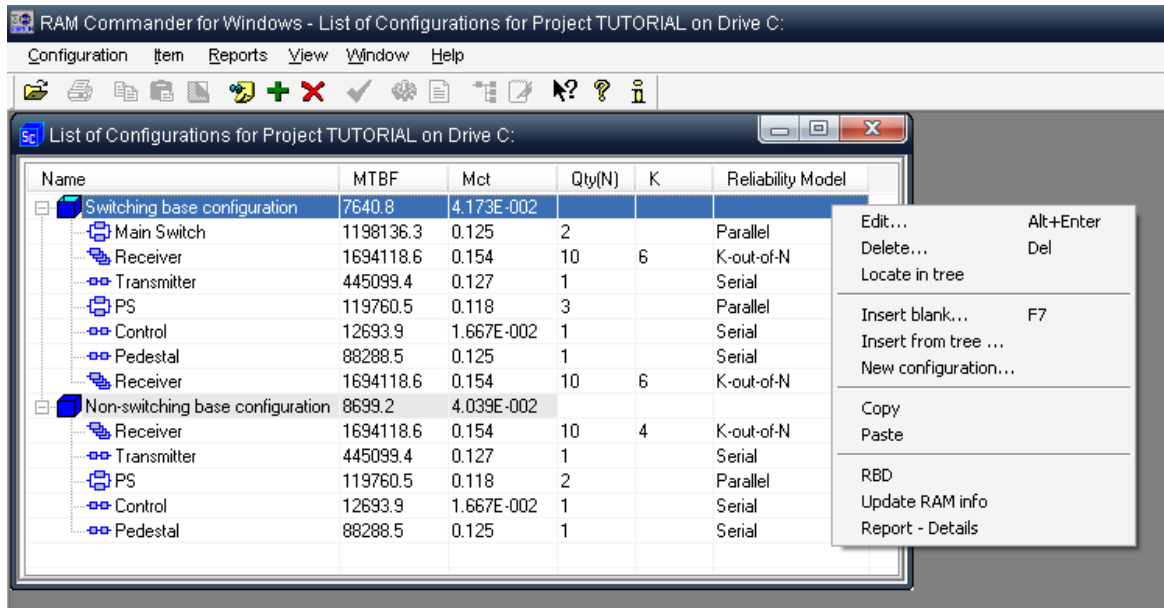 RAM Commander for Windows - List of Configurations for Project TUTORIAL on Drive C:
Configuration Item Reports View Window Help
List of Configurations for Project TUTORIAL on Drive C:
Name MTBF Mct Qty(N) K Reliability Model
Switching base configuration 7640.8 4.173E-002
Main Switch 1198136.3 0.125 2 Parallel
Receiver 1694118.6 0.154 10 6 K-out-of-N
Transmitter 445099.4 0.127 1 Serial
PS 119760.5 0.118 3 Parallel
Control 12693.9 1.667E-002 1 Serial
Pedestal 88288.5 0.125 1 Serial
Receiver 1694118.6 0.154 10 6 K-out-of-N
Non-switching base configuration 8699.2 4.039E-002
Receiver 1694118.6 0.154 10 4 K-out-of-N
Transmitter 445099.4 0.127 1 Serial
PS 119760.5 0.118 2 Parallel
Control 12693.9 1.667E-002 1 Serial
Pedestal 88288.5 0.125 1 Serial
Edit... Alt+Enter
Delete... Del
Locate in tree
Insert blank... F7
Insert from tree ...
New configuration...
Copy
Paste
RBD
Update RAM info
Report - Details